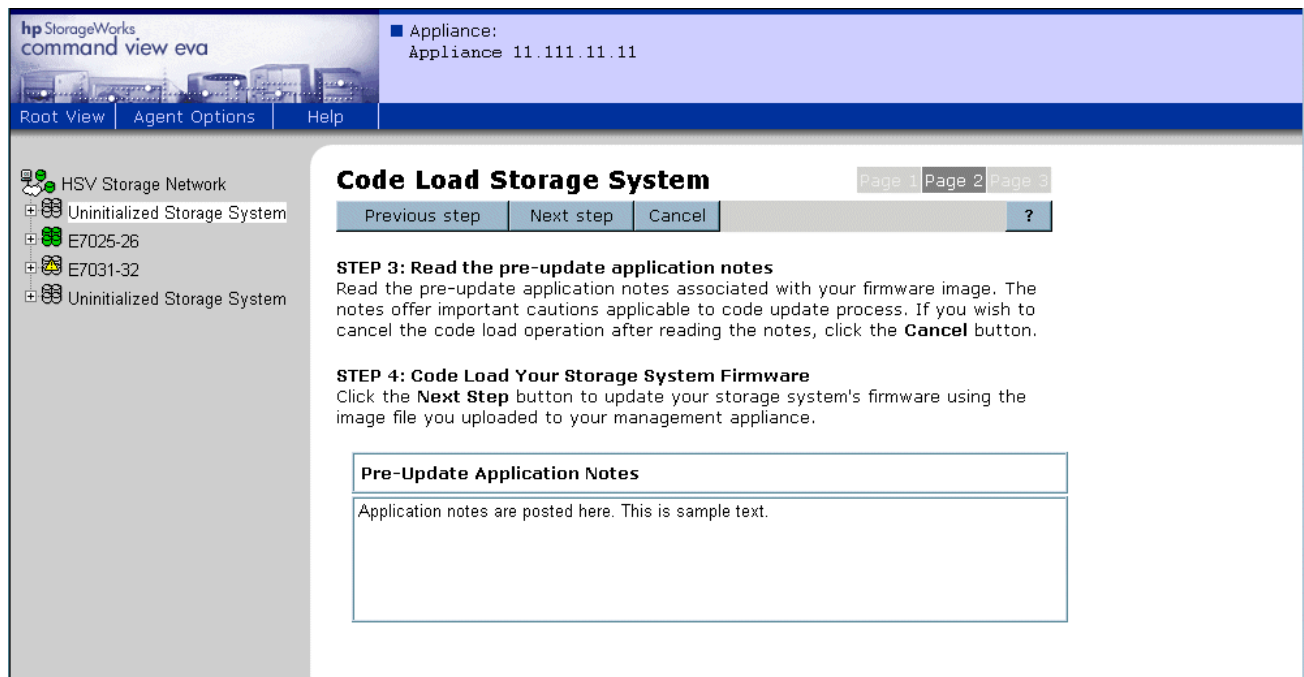 hp StorageWorks
command view eva
Appliance:
Appliance 11.111.11.11
Root View Agent Options Help
HSV Storage Network
Uninitialized Storage System
E7025-26
E7031-32
Uninitialized Storage System
Code Load Storage System
Page 1 Page 2 Page 3
Previous step Next step Cancel ?
STEP 3: Read the pre-update application notes
Read the pre-update application notes associated with your firmware image. The
notes offer important cautions applicable to code update process. If you wish to
cancel the code load operation after reading the notes, click the Cancel button.
STEP 4: Code Load Your Storage System Firmware
Click the Next Step button to update your storage system's firmware using the
image file you uploaded to your management appliance.
Pre-Update Application Notes
Application notes are posted here. This is sample text.